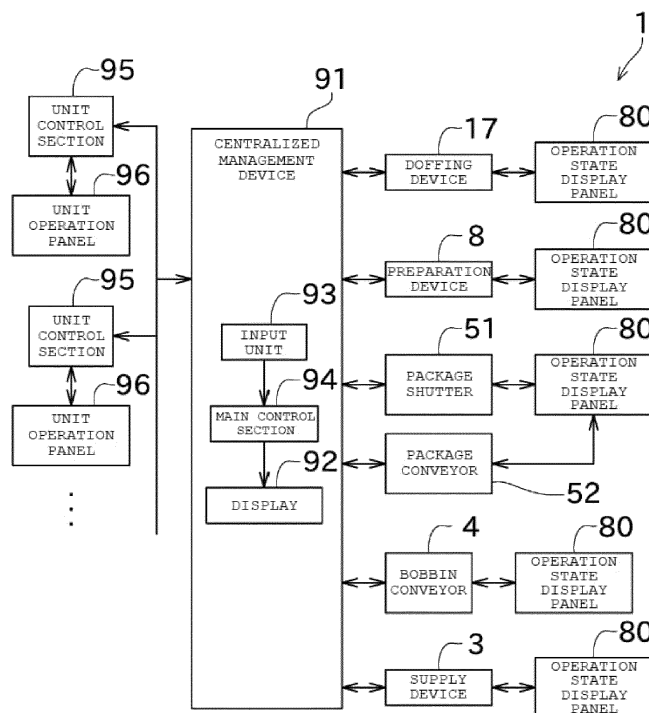 1
95
UNIT
CONTROL
SECTION
96
UNIT
OPERATION
PANEL
95
UNIT
CONTROL
SECTION
96
UNIT
OPERATION
PANEL
91
CENTRALIZED
MANAGEMENT
DEVICE
93
INPUT
UNIT
94
MAIN CONTROL
SECTION
92
DISPLAY
17
DOFFING
DEVICE
80
OPERATION
STATE
DISPLAY
PANEL
8
PREPARATION
DEVICE
80
OPERATION
STATE
DISPLAY
PANEL
51
PACKAGE
SHUTTER
80
OPERATION
STATE
DISPLAY
PANEL
PACKAGE
CONVEYOR
52
4
BOBBIN
CONVEYOR
80
OPERATION
STATE
DISPLAY
PANEL
3
SUPPLY
DEVICE
80
OPERATION
STATE
DISPLAY
PANEL